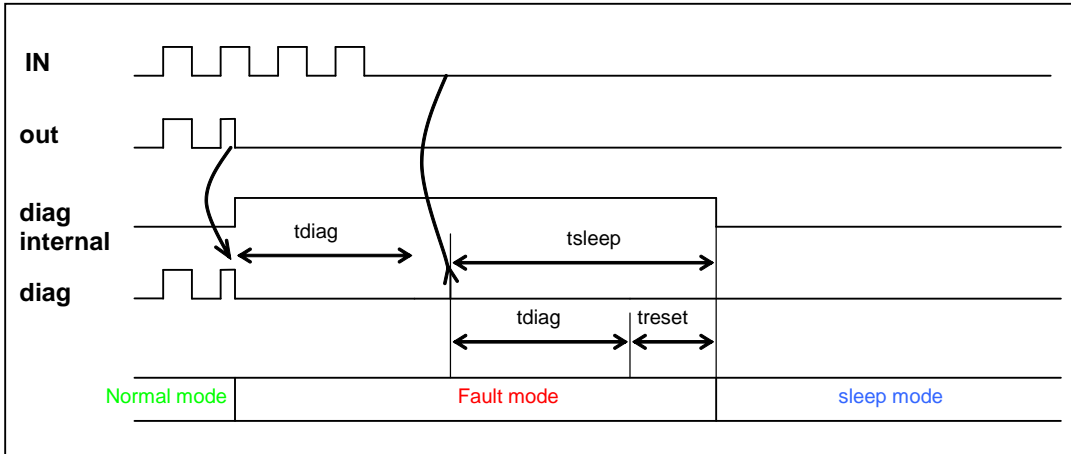 IN
out
diag
internal
tdiag
tsleep
diag
tdiag
treset
Normal mode
Fault mode
sleep mode